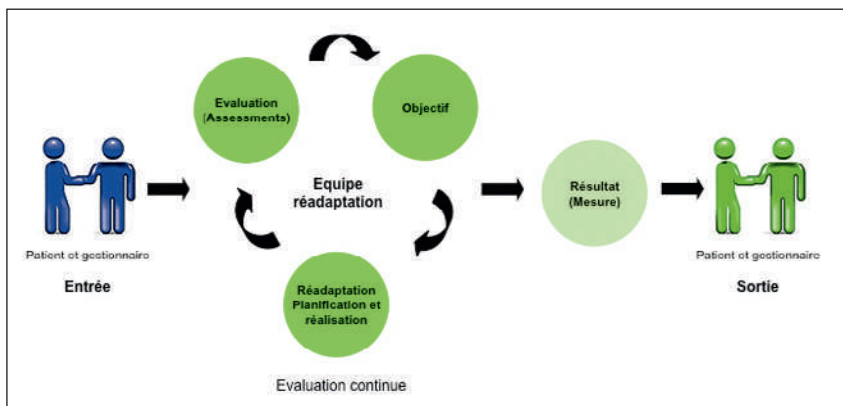 Evaluation
(Assessments)
Objectif
Equipe
réadaptation
Résultat
(Mesure)
Patient et gestionnaire
Entrée
Réadaptation
Planification et
réalisation
Patient et gestionnaire
Sortie
Evaluation continue